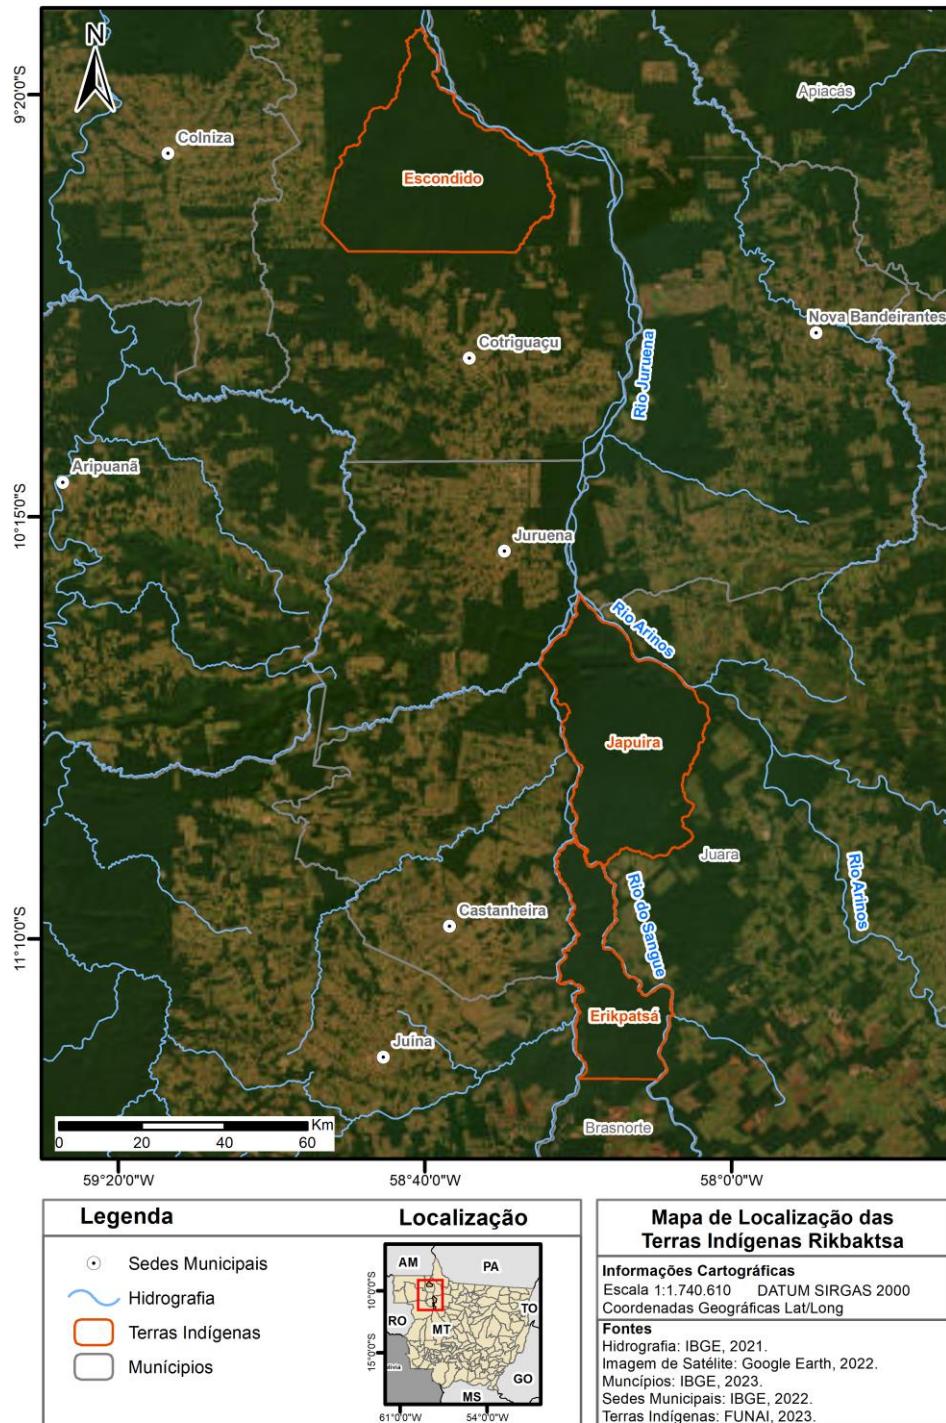 N
9°20'0"S
Apiacás
Colniza
Escondido
Nova Bandeirantes
Cotriguaçu
Rio Juruena
Aripuanã
10°15'0"S
Juruena
Rio Arinos
Japuira
Juara
Rio Arinos
Rio do Sangue
Castanheira
11°10'0"S
Erikpatsá
Juína
Brasnorte
Km
0 20 40 60
59°20'0"W 58°40'0"W 58°0'0"W
Legenda
Sedes Municipais
Hidrografia
Terras Indígenas
Munícipios
Localização
AM
PA
TO
RO
MT
GO
MS
10°0'0"S
15°0'0"S
61°0'0"W 54°0'0"W
Mapa de Localização das
Terras Indígenas Rikbaktsa
Informações Cartográficas
Escala 1:1.740.610 DATUM SIRGAS 2000
Coordenadas Geográficas Lat/Long
Fontes
Hidrografia: IBGE, 2021.
Imagem de Satélite: Google Earth, 2022.
Muncípios: IBGE, 2023.
Sedes Municipais: IBGE, 2022.
Terras Indígenas: FUNAI, 2023.